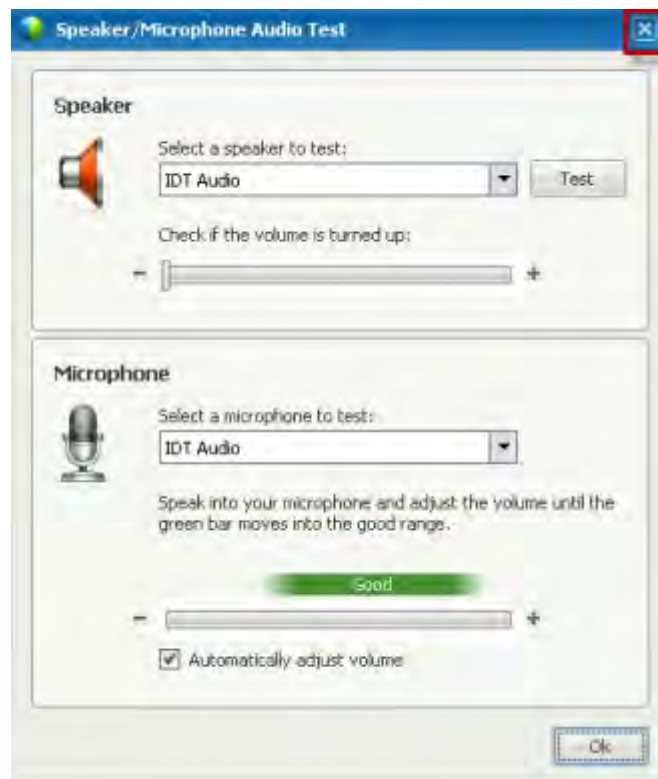 Speaker/Microphone Audio Test
Speaker
Select a speaker to test:
IDT Audio
Test
Check if the volume is turned up:
- +
Microphone
Select a microphone to test:
IDT Audio
Speak into your microphone and adjust the volume until the
green bar moves into the good range.
Good
- +
Automatically adjust volume
Ok